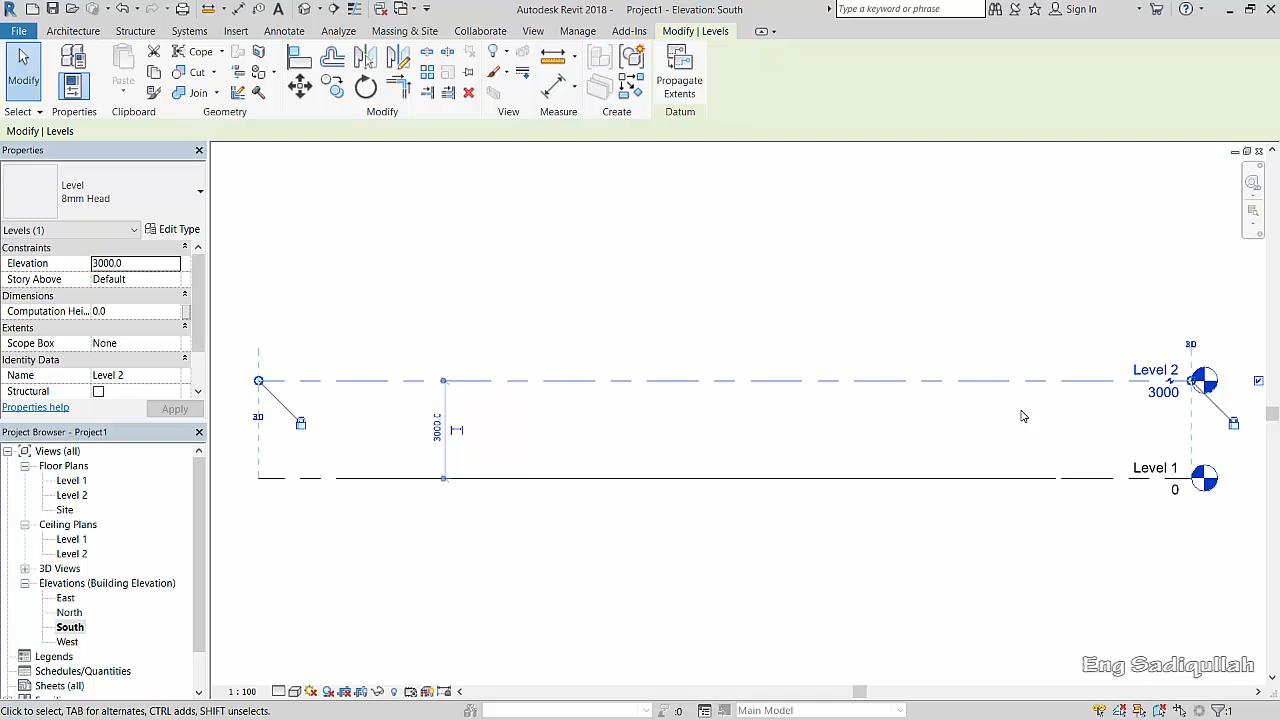 Autodesk Revit 2018 - Project1 - Elevation: South
Type a keyword or phrase
Sign In
File Architecture Structure Systems Insert Annotate Analyze Massing & Site Collaborate View Manage Add-Ins Modify | Levels
Modify
Paste
Cope
Cut
Join
Propagate
Extents
Select Properties Clipboard Geometry Modify View Measure Create Datum
Modify | Levels
Properties
Level
8mm Head
Levels (1)
Edit Type
Constraints
Elevation 3000.0
Story Above Default
Dimensions
Computation Hei... 0.0
Extents
Scope Box None
Identity Data
Name Level 2
Structural
Properties help
Apply
Project Browser - Project1
Views (all)
Floor Plans
Level 1
Level 2
Site
Ceiling Plans
Level 1
Level 2
3D Views
Elevations (Building Elevation)
East
North
South
West
Legends
Schedules/Quantities
Sheets (all)
3D
Level 2
3000
3D
3000.0
Level 1
0
Eng Sadiqullah
1 : 100
Click to select, TAB for alternates, CTRL adds, SHIFT unselects.
:0
Main Model
:1